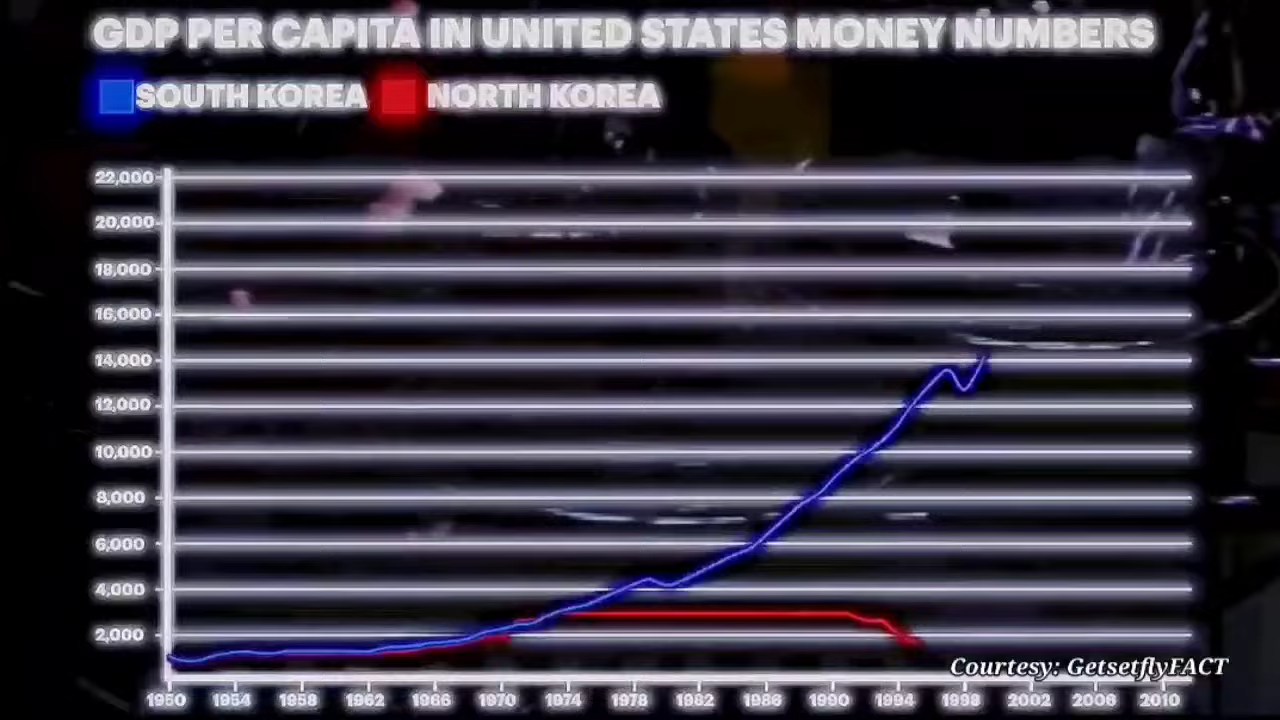 GDP PER CAPITA IN UNITED STATES MONEY NUMBERS
SOUTH KOREA NORTH KOREA
22,000
20,000
18,000
16,000
14,000
12,000
10,000
8,000
6,000
4,000
2,000
Courtesy: GetsetflyFACT
1950 1954 1958 1962 1966 1970 1974 1978 1982 1986 1990 1994 1998 2002 2006 2010